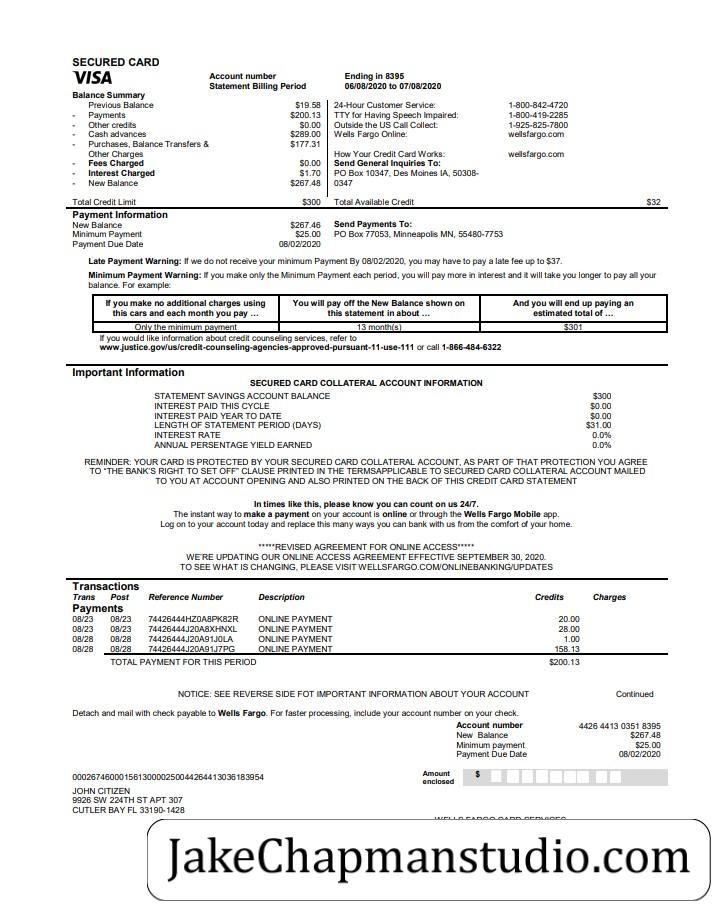 SECURED CARD
VISA
Account number Ending in 8395
Statement Billing Period 06/08/2020 to 07/08/2020
Balance Summary
Previous Balance $19.58 24-Hour Customer Service: 1-800-842-4720
- Payments $200.13 TTY for Having Speech Impaired: 1-800-419-2285
- Other credits $0.00 Outside the US Call Collect: 1-925-825-7800
- Cash advances $289.00 Wells Fargo Online: wellsfargo.com
- Purchases, Balance Transfers & $177.31
Other Charges How Your Credit Card Works: wellsfargo.com
- Fees Charged $0.00 Send General Inquiries To:
- Interest Charged $1.70 PO Box 10347, Des Moines IA, 50308-
- New Balance $267.48 0347
Total Credit Limit $300 Total Available Credit $32
Payment Information
New Balance $267.46 Send Payments To:
Minimum Payment $25.00 PO Box 77053, Minneapolis MN, 55480-7753
Payment Due Date 08/02/2020
Late Payment Warning: If we do not receive your minimum Payment By 08/02/2020, you may have to pay a late fee up to $37.
Minimum Payment Warning: If you make only the Minimum Payment each period, you will pay more in interest and it will take you longer to pay all your
balance. For example:
If you make no additional charges using You will pay off the New Balance shown on And you will end up paying an
this cars and each month you pay ... this statement in about ... estimated total of ...
Only the minimum payment 13 month(s) $301
If you would like information about credit counseling services, refer to
www.justice.gov/us/credit-counseling-agencies-approved-pursuant-11-use-111 or call 1-866-484-6322
Important Information
SECURED CARD COLLATERAL ACCOUNT INFORMATION
STATEMENT SAVINGS ACCOUNT BALANCE $300
INTEREST PAID THIS CYCLE $0.00
INTEREST PAID YEAR TO DATE $0.00
LENGTH OF STATEMENT PERIOD (DAYS) $31.00
INTEREST RATE 0.0%
ANNUAL PERSENTAGE YIELD EARNED 0.0%
REMINDER: YOUR CARD IS PROTECTED BY YOUR SECURED CARD COLLATERAL ACCOUNT, AS PART OF THAT PROTECTION YOU AGREE
TO "THE BANK'S RIGHT TO SET OFF" CLAUSE PRINTED IN THE TERMSAPPLICABLE TO SECURED CARD COLLATERAL ACCOUNT MAILED
TO YOU AT ACCOUNT OPENING AND ALSO PRINTED ON THE BACK OF THIS CREDIT CARD STATEMENT
In times like this, please know you can count on us 24/7.
The instant way to make a payment on your account is online or through the Wells Fargo Mobile app.
Log on to your account today and replace this many ways you can bank with us from the comfort of your home.
*****REVISED AGREEMENT FOR ONLINE ACCESS*****
WE'RE UPDATING OUR ONLINE ACCESS AGREEMENT EFFECTIVE SEPTEMBER 30, 2020.
TO SEE WHAT IS CHANGING, PLEASE VISIT WELLSFARGO.COM/ONLINEBANKING/UPDATES
Transactions
Trans Post Reference Number Description Credits Charges
Payments
08/23 08/23 74426444HZ0A8PK82R ONLINE PAYMENT 20.00
08/23 08/23 74426444J20A8XHNXL ONLINE PAYMENT 28.00
08/28 08/28 74426444J20A91J0LA ONLINE PAYMENT 1.00
08/28 08/28 74426444J20A91J7PG ONLINE PAYMENT 158.13
TOTAL PAYMENT FOR THIS PERIOD $200.13
NOTICE: SEE REVERSE SIDE FOT IMPORTANT INFORMATION ABOUT YOUR ACCOUNT Continued
Detach and mail with check payable to Wells Fargo. For faster processing, include your account number on your check.
Account number 4426 4413 0351 8395
New Balance $267.48
Minimum payment $25.00
Payment Due Date 08/02/2020
00026746000156130000250044264413036183954 Amount enclosed $
JOHN CITIZEN
9926 SW 224TH ST APT 307
CUTLER BAY FL 33190-1428
WELLS FARGO CARD SERVICES
JakeChapmanstudio.com